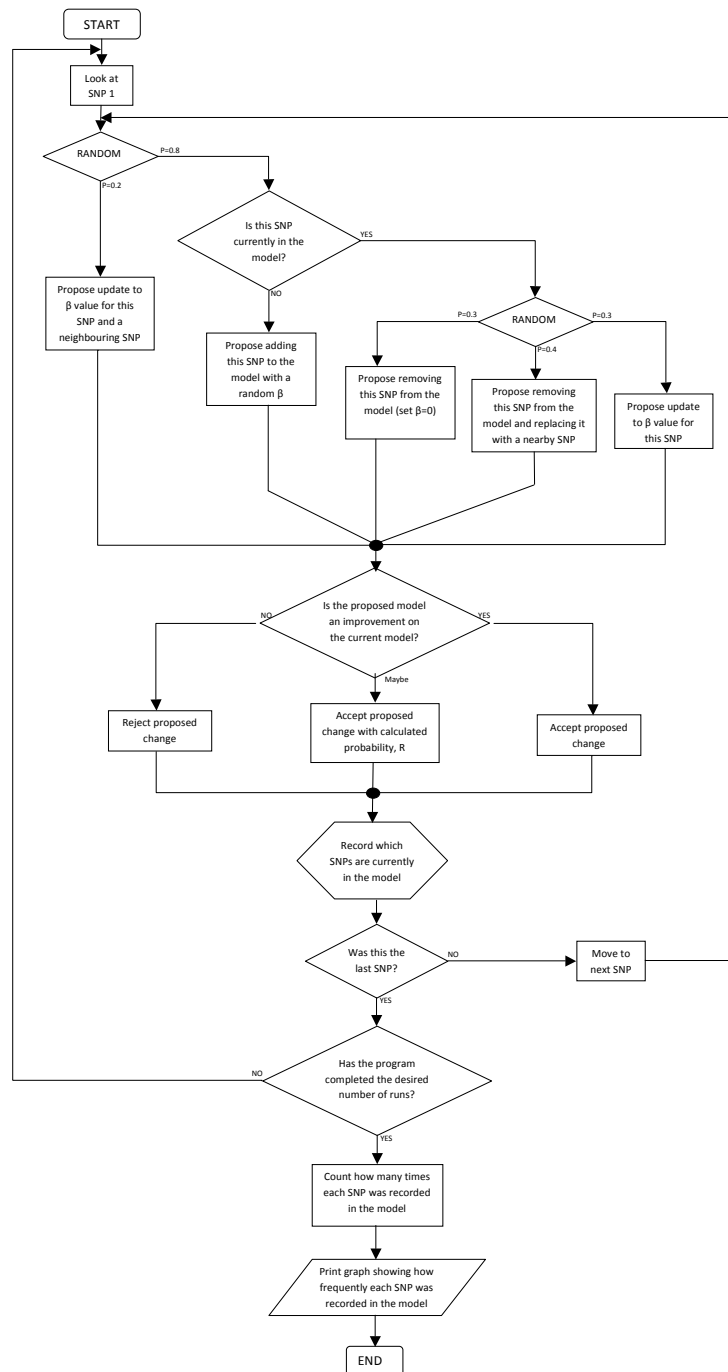 START
Look at
SNP 1
RANDOM
P=0.8
P=0.2
Is this SNP
currently in the
model?
YES
NO
Propose update to
β value for this
SNP and a
neighbouring SNP
Propose adding
this SNP to the
model with a
random β
P=0.3
RANDOM
P=0.3
P=0.4
Propose removing
this SNP from the
model (set β=0)
Propose removing
this SNP from the
model and replacing it
with a nearby SNP
Propose update
to β value for
this SNP
NO
Is the proposed model
an improvement on
the current model?
YES
Maybe
Reject proposed
change
Accept proposed
change with calculated
probability, R
Accept proposed
change
Record which
SNPs are currently
in the model
Was this the
last SNP?
NO
Move to
next SNP
YES
NO
Has the program
completed the desired
number of runs?
YES
Count how many times
each SNP was recorded
in the model
Print graph showing how
frequently each SNP was
recorded in the model
END